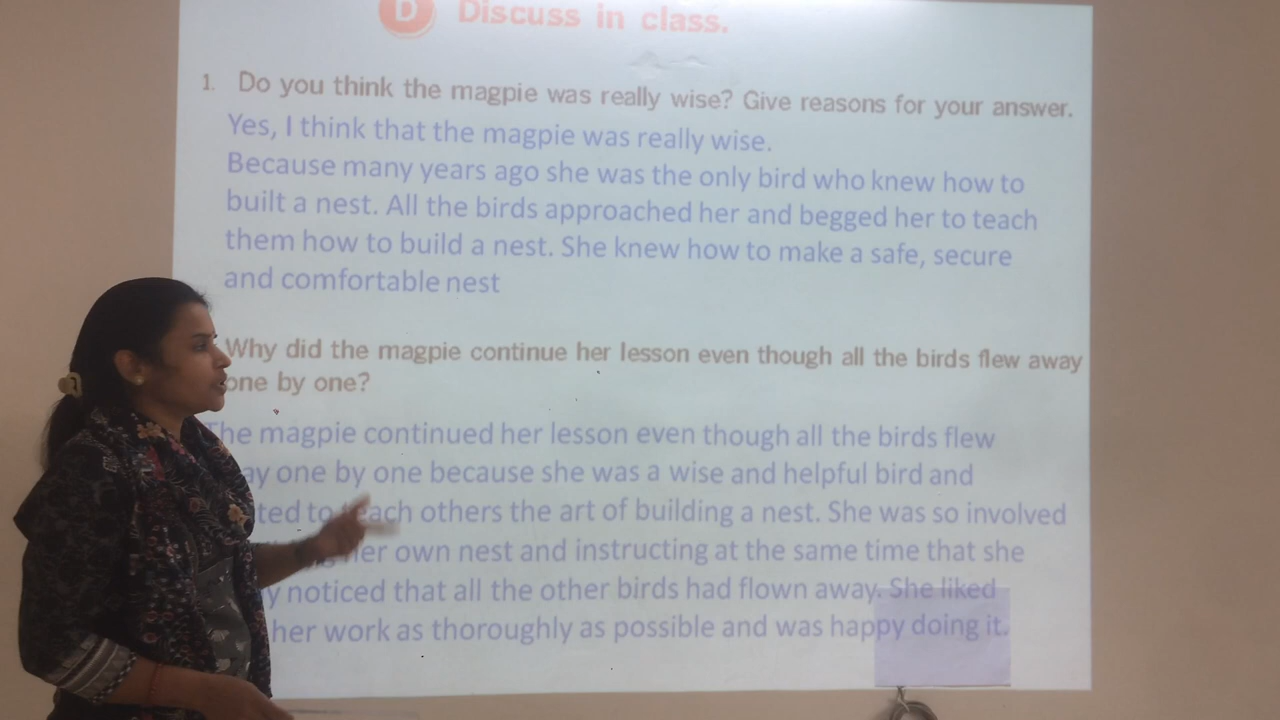 D Discuss in class.
1. Do you think the magpie was really wise? Give reasons for your answer.
Yes, I think that the magpie was really wise.
Because many years ago she was the only bird who knew how to
built a nest. All the birds approached her and begged her to teach
them how to build a nest. She knew how to make a safe, secure
and comfortable nest
Why did the magpie continue her lesson even though all the birds flew away
one by one?
The magpie continued her lesson even though all the birds flew
one by one because she was a wise and helpful bird and
to teach others the art of building a nest. She was so involved
her own nest and instructing at the same time that she
noticed that all the other birds had flown away. She liked
her work as thoroughly as possible and was happy doing it.